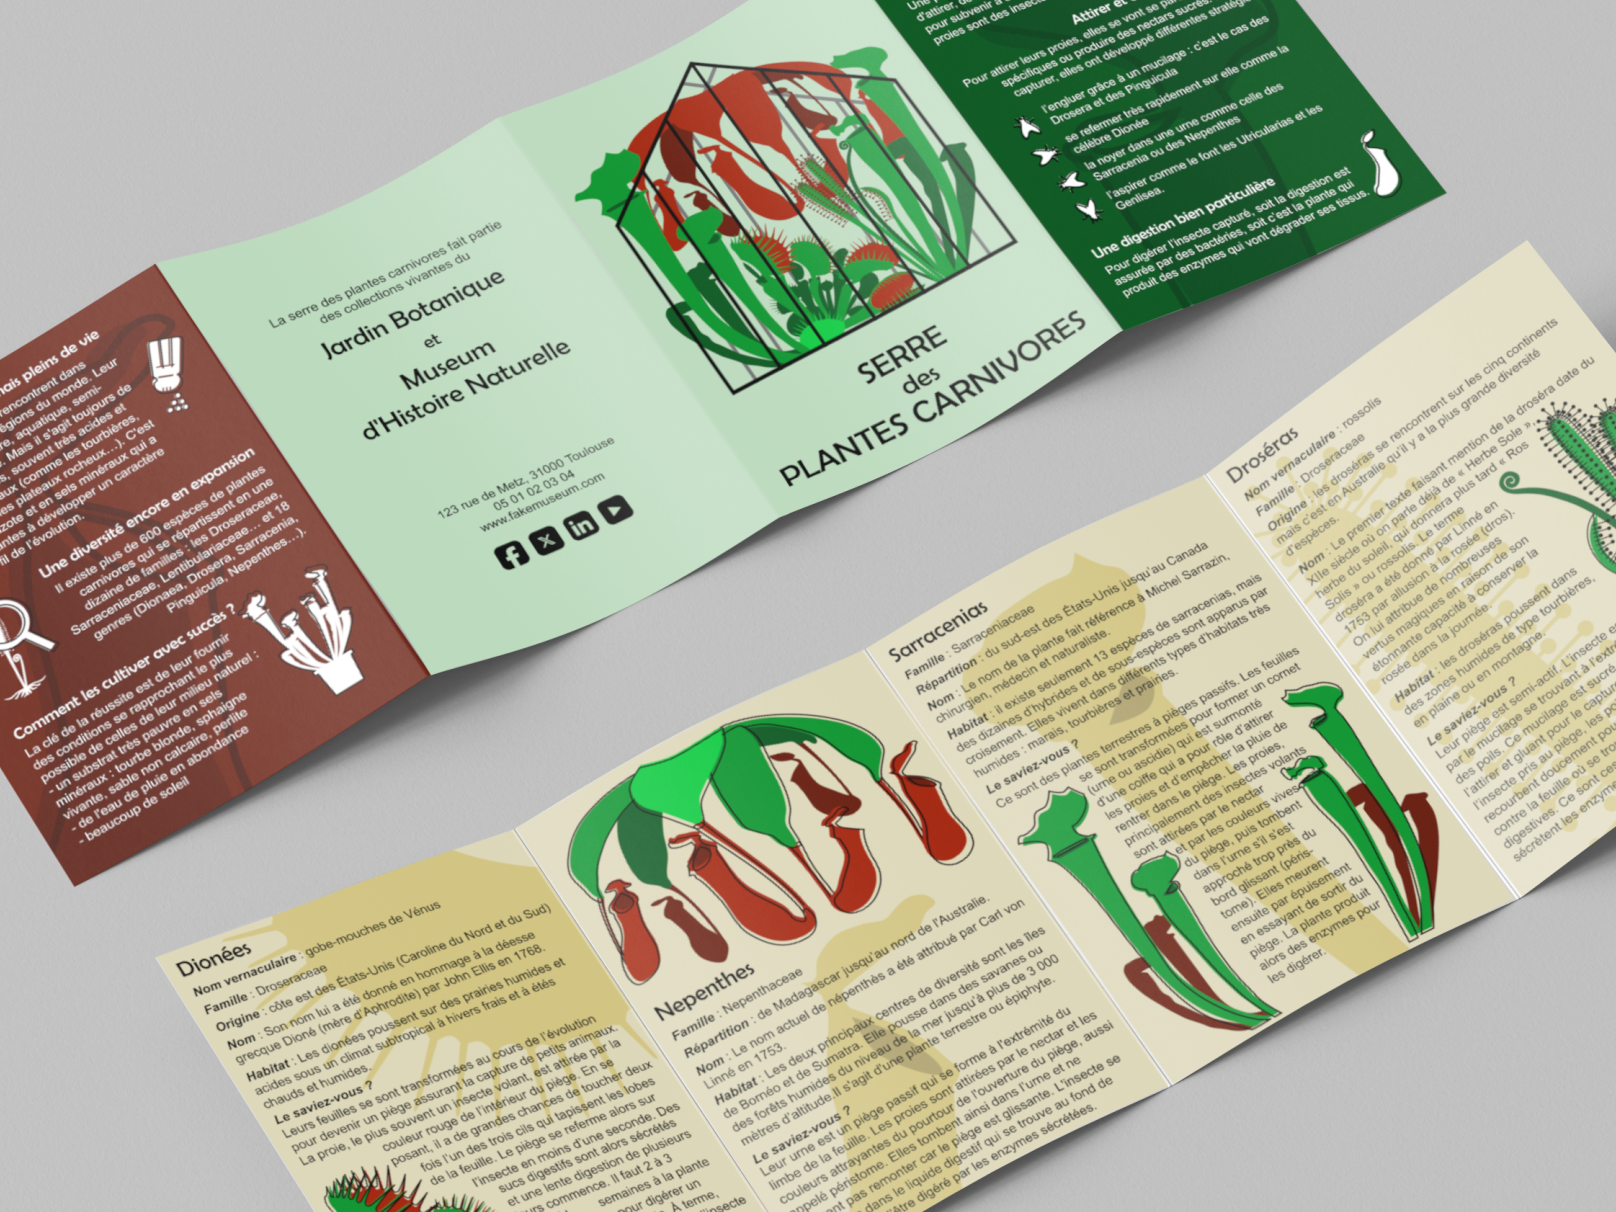 mais pleins de vie
rencontrent dans
régions du monde. Leur
aquatique, semi-
Mais il s'agit toujours de
souvent très acides et
(comme les tourbières,
plateaux rocheux...). C'est
azote et en sels minéraux qui a
à développer un caractère
fil de l'évolution.
Une diversité encore en expansion
Il existe plus de 600 espèces de plantes
carnivores qui se répartissent en une
dizaine de familles : les Droseraceae,
Sarraceniaceae, Lentibulariaceae... et 18
genres (Dionaea, Drosera, Sarracenia,
Pinguicula, Nepenthes...).
Comment les cultiver avec succès ?
La clé de la réussite est de leur fournir
des conditions se rapprochant le plus
possible de celles de leur milieu naturel :
- un substrat très pauvre en sels
minéraux : tourbe blonde, sphaigne
vivante, sable non calcaire, perlite
- de l'eau de pluie en abondance
- beaucoup de soleil
La serre des plantes carnivores fait partie
des collections vivantes du
Jardin Botanique
et
Museum
d'Histoire Naturelle
123 rue de Metz, 31000 Toulouse
05 01 02 03 04
www.fakemuseum.com
SERRE
des
PLANTES CARNIVORES
d'attirer, de
pour subvenir à
proies sont des insect
Attirer et
Pour attirer leurs proies, elles se vont se pa
spécifiques ou produire des nectars sucrés.
capturer, elles ont développé différentes stratégi
l'engluer grâce à un mucilage : c'est le cas des
Drosera et des Pinguicula
se refermer très rapidement sur elle comme la
célèbre Dionée
la noyer dans une urne comme celle des
Sarracenia ou des Nepenthes
l'aspirer comme le font les Utricularias et les
Genlisea.
Une digestion bien particulière
Pour digérer l'insecte capturé, soit la digestion est
assurée par des bactéries, soit c'est la plante qui
produit des enzymes qui vont dégrader ses tissus.
Dionées
Nom vernaculaire : gobe-mouches de Vénus
Famille : Droseraceae
Origine : côte est des États-Unis (Caroline du Nord et du Sud)
Nom : Son nom lui a été donné en hommage à la déesse
grecque Dioné (mère d'Aphrodite) par John Ellis en 1768.
Habitat : Les dionées poussent sur des prairies humides et
acides sous un climat subtropical à hivers frais et à étés
chauds et humides.
Le saviez-vous ?
Leurs feuilles se sont transformées au cours de l'évolution
pour devenir un piège assurant la capture de petits animaux.
La proie, le plus souvent un insecte volant, est attirée par la
couleur rouge de l'intérieur du piège. En se
posant, il a de grandes chances de toucher deux
fois l'un des trois cils qui tapissent les lobes
de la feuille. Le piège se referme alors sur
l'insecte en moins d'une seconde. Des
sucs digestifs sont alors sécrétés
et une lente digestion de plusieurs
jours commence. Il faut 2 à 3
semaines à la plante
pour digérer un
À terme,
l'insecte
Nepenthes
Famille : Nepenthaceae
Répartition : de Madagascar jusqu'au nord de l'Australie.
Nom : Le nom actuel de népenthès a été attribué par Carl von
Linné en 1753.
Habitat : Les deux principaux centres de diversité sont les îles
de Bornéo et de Sumatra. Elle pousse dans des savanes ou
des forêts humides du niveau de la mer jusqu'à plus de 3 000
mètres d'altitude. Il s'agit d'une plante terrestre ou épiphyte.
Le saviez-vous ?
Leur urne est un piège passif qui se forme à l'extrémité du
limbe de la feuille. Les proies sont attirées par le nectar et les
couleurs attrayantes du pourtour de l'ouverture du piège, aussi
appelé péristome. Elles tombent ainsi dans l'urne et ne
pas remonter car le piège est glissante. L'insecte se
dans le liquide digestif qui se trouve au fond de
être digéré par les enzymes sécrétées.
Sarracenias
Famille : Sarraceniaceae
Répartition : du sud-est des États-Unis jusqu'au Canada
Nom : Le nom de la plante fait référence à Michel Sarrazin,
chirurgien, médecin et naturaliste.
Habitat : il existe seulement 13 espèces de sarracenias, mais
des dizaines d'hybrides et de sous-espèces sont apparus par
croisement. Elles vivent dans différents types d'habitats très
humides : marais, tourbières et prairies.
Le saviez-vous ?
Ce sont des plantes terrestres à pièges passifs. Les feuilles
se sont transformées pour former un cornet
(urne ou ascidie) qui est surmonté
d'une coiffe qui a pour rôle d'attirer
les proies et d'empêcher la pluie de
rentrer dans le piège. Les proies,
principalement des insectes volants
sont attirées par le nectar
et par les couleurs vives
du piège, puis tombent
dans l'urne s'il s'est
approché trop près du
bord glissant (péris-
tome). Elles meurent
ensuite par épuisement
en essayant de sortir du
piège. La plante produit
alors des enzymes pour
les digérer.
Droséras
Nom vernaculaire : rossolis
Famille : Droseraceae
Origine : les droséras se rencontrent sur les cinq continents
mais c'est en Australie qu'il y a la plus grande diversité
d'espèces.
Nom : Le premier texte faisant mention de la droséra date du
XIIe siècle où on parle déjà de « Herbe Sole »,
herbe du soleil, qui donnera plus tard « Ros
Solis » ou rossolis. Le terme
droséra a été donné par Linné en
1753 par allusion à la rosée (dros).
On lui attribue de nombreuses
vertus magiques en raison de son
étonnante capacité à conserver la
rosée dans la journée.
Habitat : les droséras poussent dans
des zones humides de type tourbières,
en plaine ou en montagne.
Le saviez-vous ?
Leur piège est semi-actif. L'insecte
par le mucilage se trouvant à l'extré
des poils. Ce mucilage est sucré
l'attirer et gluant pour le captur
l'insecte pris au piège, les po
recourbent doucement po
contre la feuille où se tro
digestives. Ce sont ces
sécrètent les enzyme